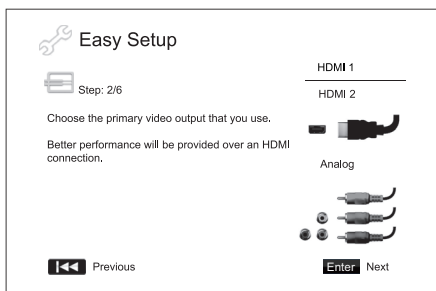 Easy Setup
Step: 2/6
Choose the primary video output that you use.
Better performance will be provided over an HDMI
connection.
HDMI 1
HDMI 2
Analog
Previous
Enter Next